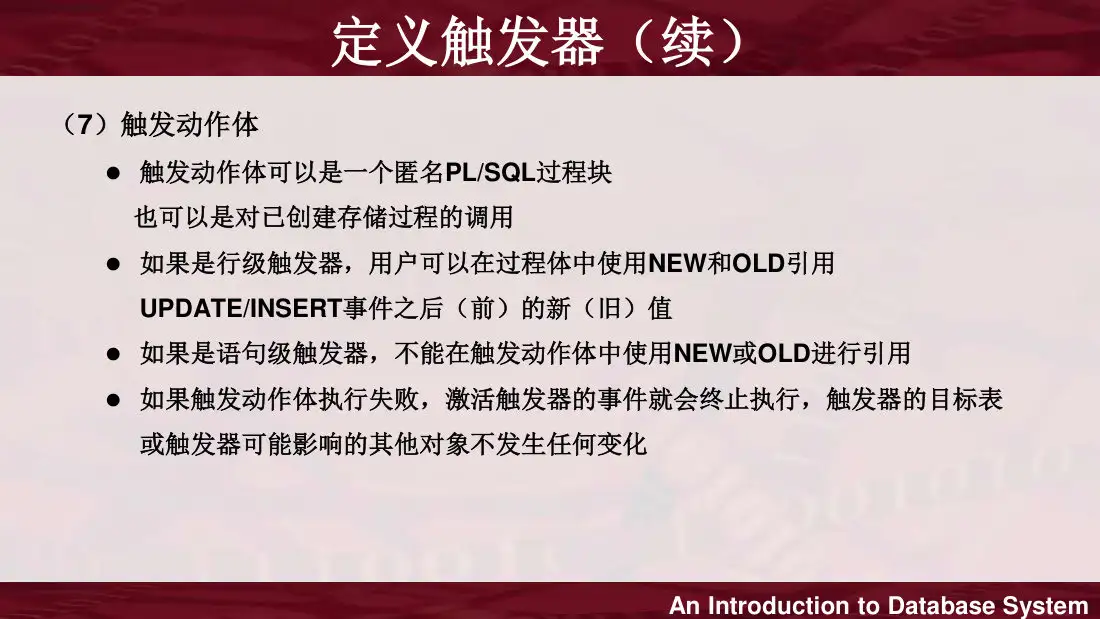 定义触发器（续）
（7）触发动作体
● 触发动作体可以是一个匿名PL/SQL过程块
也可以是对已创建存储过程的调用
● 如果是行级触发器，用户可以在过程体中使用NEW和OLD引用
UPDATE/INSERT事件之后（前）的新（旧）值
● 如果是语句级触发器，不能在触发动作体中使用NEW或OLD进行引用
● 如果触发动作体执行失败，激活触发器的事件就会终止执行，触发器的目标表
或触发器可能影响的其他对象不发生任何变化
An Introduction to Database System